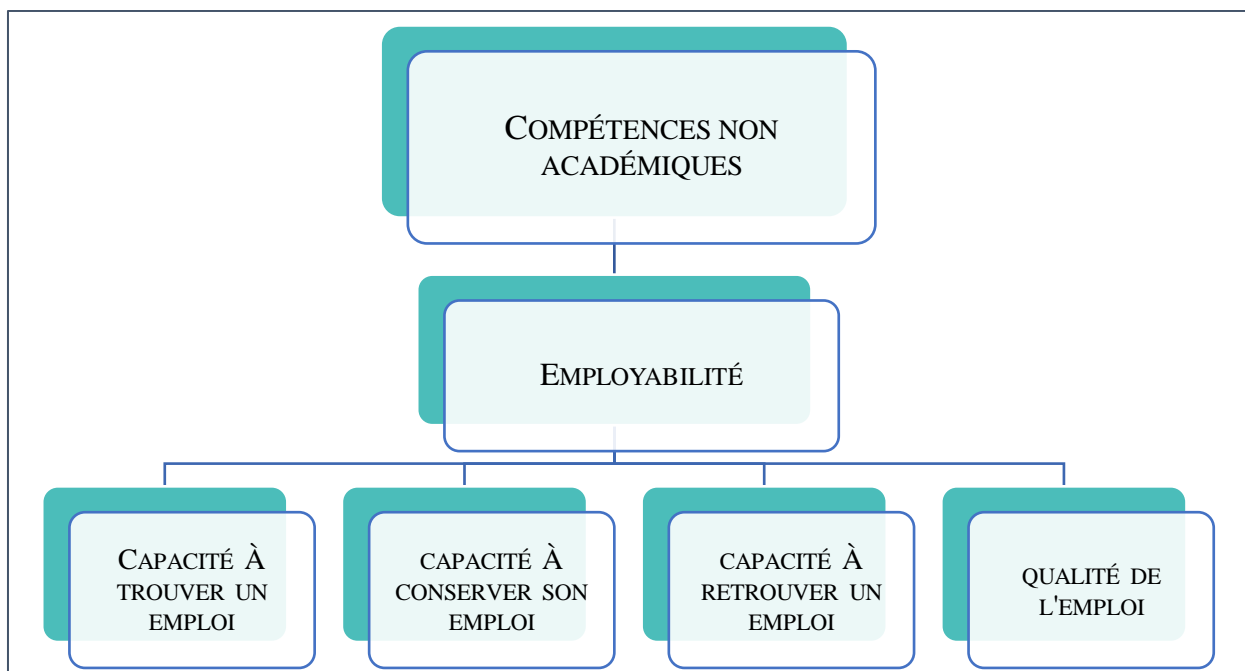 COMPÉTENCES NON
ACADÉMIQUES
EMPLOYABILITÉ
CAPACITÉ À
TROUVER UN
EMPLOI
CAPACITÉ À
CONSERVER SON
EMPLOI
CAPACITÉ À
RETROUVER UN
EMPLOI
QUALITÉ DE
L'EMPLOI